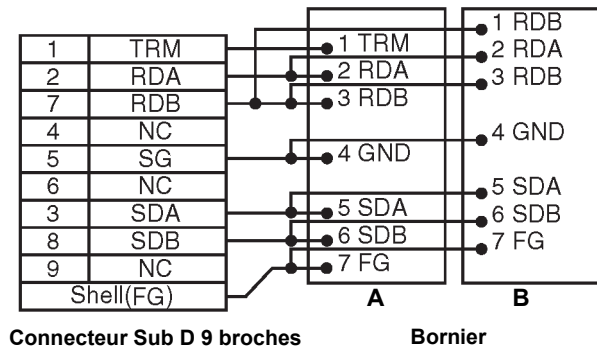 1 TRM
2 RDA
7 RDB
4 NC
5 SG
6 NC
3 SDA
8 SDB
9 NC
Shell(FG)
1 TRM
2 RDA
3 RDB
4 GND
5 SDA
6 SDB
7 FG
A
1 RDB
2 RDA
3 RDB
4 GND
5 SDA
6 SDB
7 FG
B
Connecteur Sub D 9 broches
Bornier